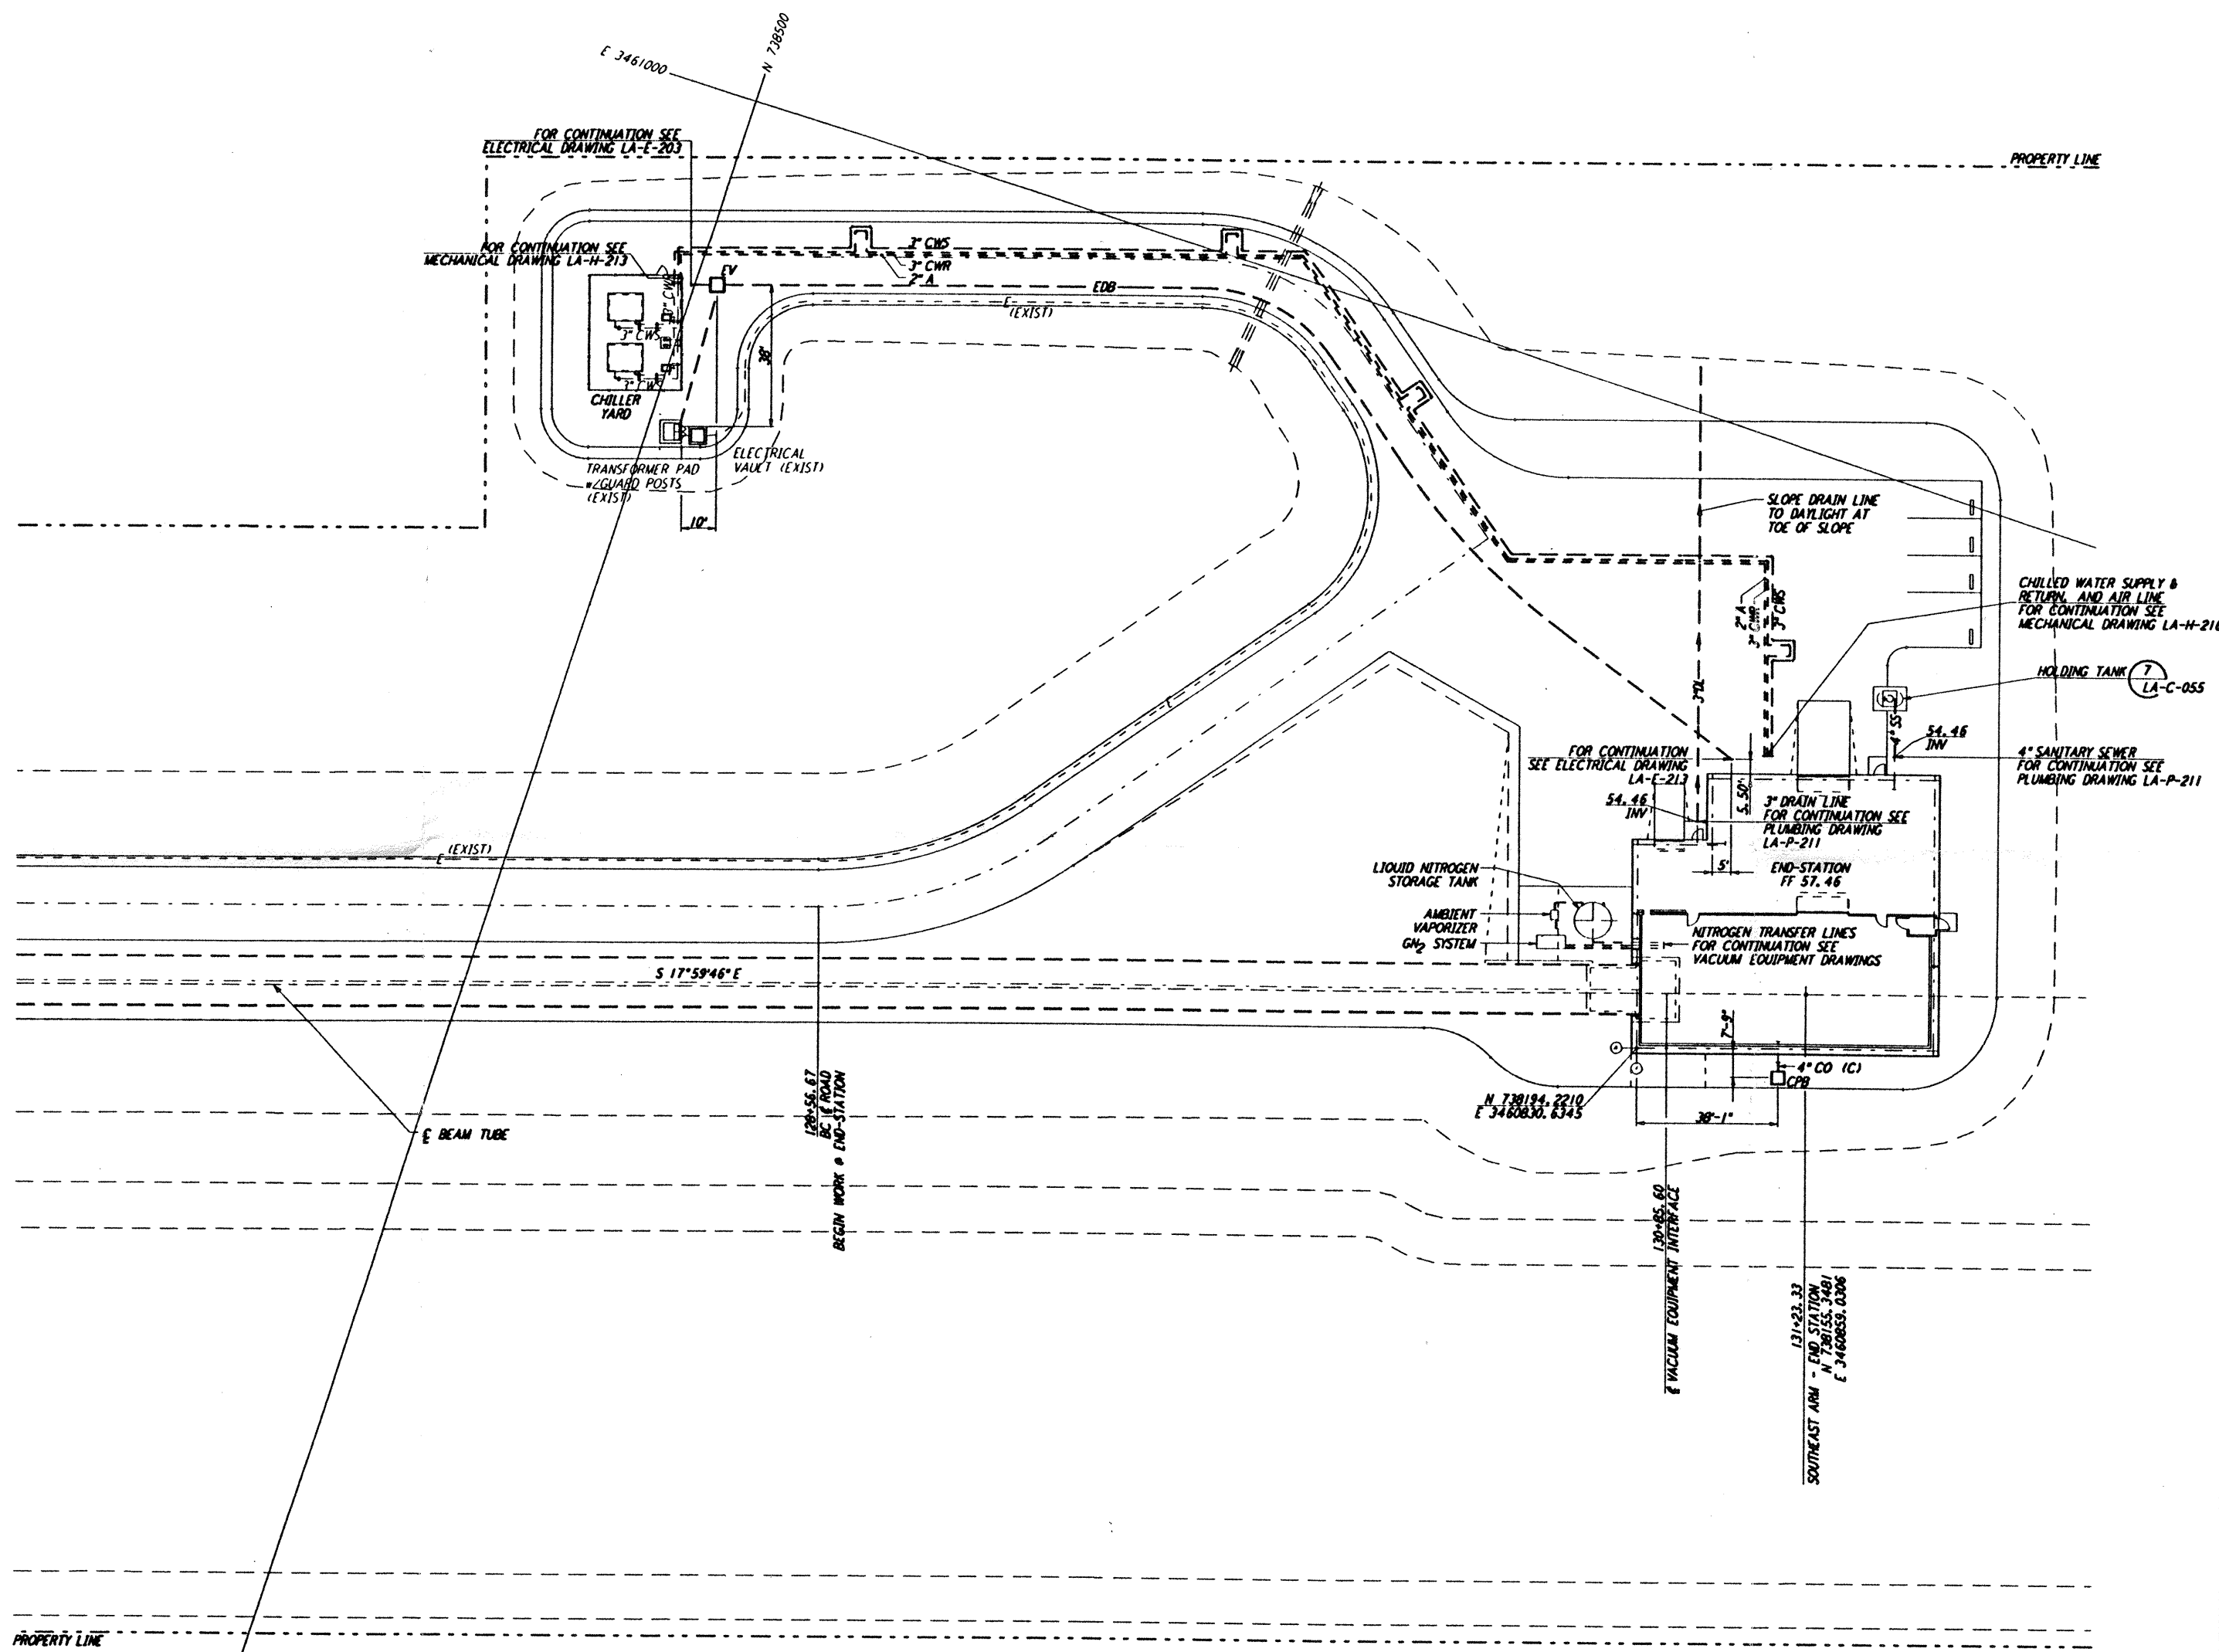 E 3461000
N 738500
FOR CONTINUATION SEE
ELECTRICAL DRAWING LA-E-203
PROPERTY LINE
FOR CONTINUATION SEE
MECHANICAL DRAWING LA-H-213
3" CWS
3" CWR
2" A
EV
EDB
E
(EXIST)
3" CWS
3" CWS
38'
CHILLER
YARD
ELECTRICAL
VAULT (EXIST)
TRANSFORMER PAD
W/GUARD POSTS
(EXIST)
10'
SLOPE DRAIN LINE
TO DAYLIGHT AT
TOE OF SLOPE
2" A
3" CWR
3" CWS
CHILLED WATER SUPPLY &
RETURN, AND AIR LINE
FOR CONTINUATION SEE
MECHANICAL DRAWING LA-H-216
3"DL
HOLDING TANK
7
LA-C-055
4" SS
54.46
INV
4" SANITARY SEWER
FOR CONTINUATION SEE
PLUMBING DRAWING LA-P-211
FOR CONTINUATION
SEE ELECTRICAL DRAWING
LA-E-213
5.50'
54.46
INV
3" DRAIN LINE
FOR CONTINUATION SEE
PLUMBING DRAWING
LA-P-211
5'
END-STATION
FF 57.46
E
(EXIST)
E
LIQUID NITROGEN
STORAGE TANK
AMBIENT
VAPORIZER
GN2 SYSTEM
NITROGEN TRANSFER LINES
FOR CONTINUATION SEE
VACUUM EQUIPMENT DRAWINGS
S 17°59'46" E
7'-9"
4" CO (C)
CPB
N 738194.2210
E 3460830.6345
38'-1"
℄ BEAM TUBE
128+56.67
BC ℄ ROAD
BEGIN WORK @ END-STATION
130+85.60
℄ VACUUM EQUIPMENT INTERFACE
131+23.33
SOUTHEAST ARM - END STATION
N 738155.3481
E 3460859.0306
PROPERTY LINE